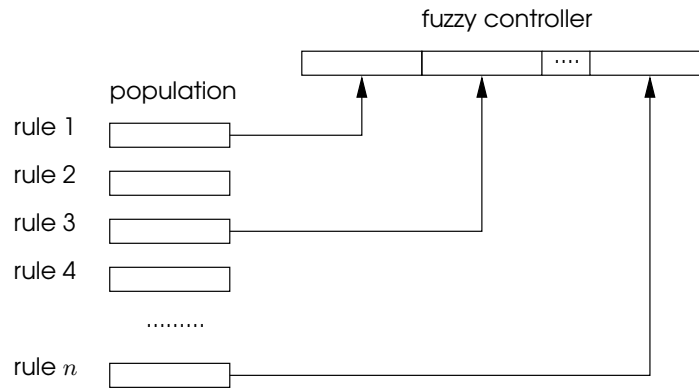 fuzzy controller
....
population
rule 1
rule 2
rule 3
rule 4
.........
rule n